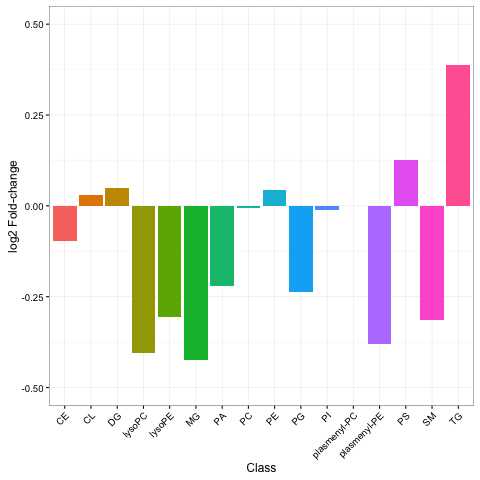 log2 Fold-change
0.50
0.25
0.00
-0.25
-0.50
CE
CL
DG
lysoPC
lysoPE
MG
PA
PC
PE
PG
PI
plasmenyl-PC
plasmenyl-PE
PS
SM
TG
Class